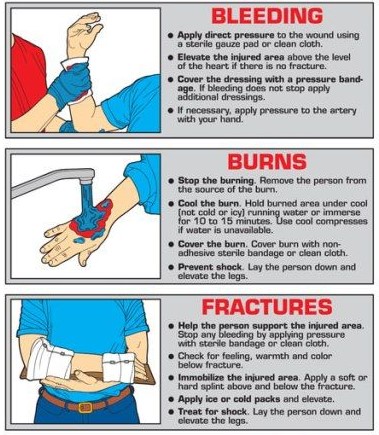 BLEEDING
● Apply direct pressure to the wound using
a sterile gauze pad or clean cloth.
● Elevate the injured area above the level
of the heart if there is no fracture.
● Cover the dressing with a pressure band-
age. If bleeding does not stop apply
additional dressings.
● If necessary, apply pressure to the artery
with your hand.
BURNS
● Stop the burning. Remove the person from
the source of the burn.
● Cool the burn. Hold burned area under cool
(not cold or icy) running water or immerse
for 10 to 15 minutes. Use cool compresses
if water is unavailable.
● Cover the burn. Cover burn with non-
adhesive sterile bandage or clean cloth.
● Prevent shock. Lay the person down and
elevate the legs.
FRACTURES
● Help the person support the injured area.
Stop any bleeding by applying pressure
with sterile bandage or clean cloth.
● Check for feeling, warmth and color
below fracture.
● Immobilize the injured area. Apply a soft or
hard splint above and below the fracture.
● Apply ice or cold packs and elevate.
● Treat for shock. Lay the person down and
elevate the legs.